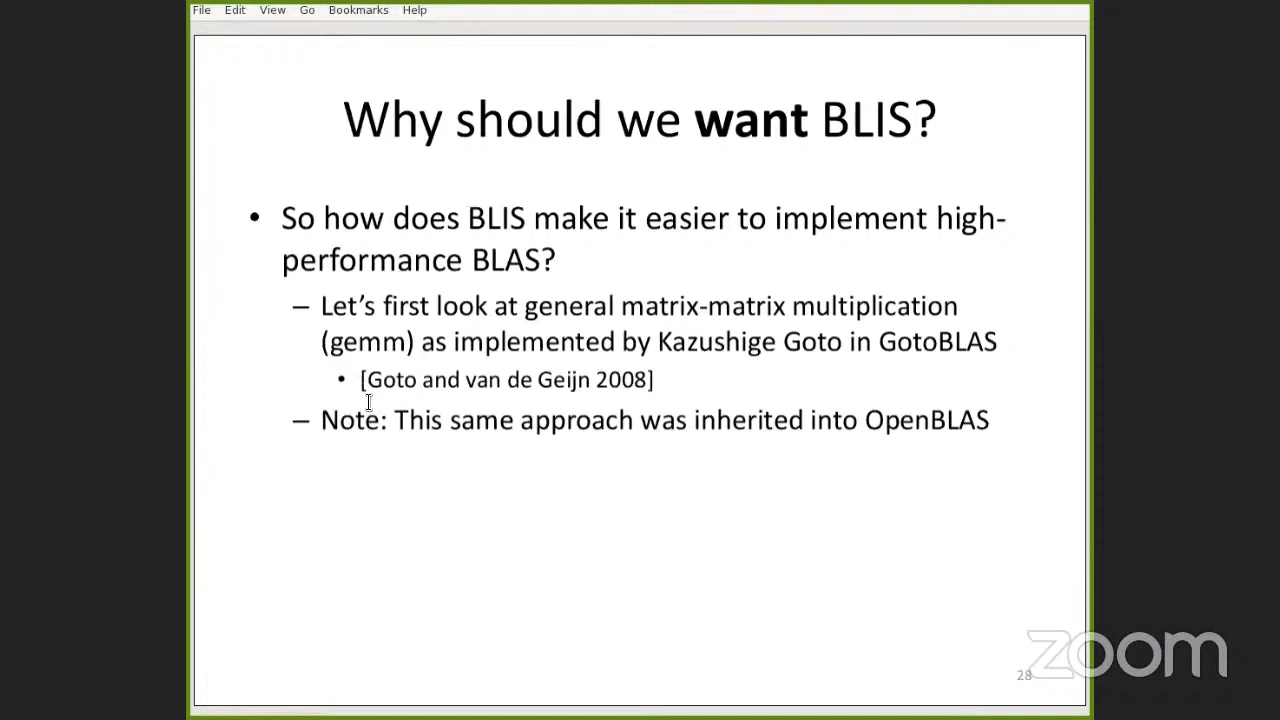 File Edit View Go Bookmarks Help
Why should we want BLIS?
• So how does BLIS make it easier to implement high-
performance BLAS?
– Let’s first look at general matrix-matrix multiplication
(gemm) as implemented by Kazushige Goto in GotoBLAS
• [Goto and van de Geijn 2008]
– Note: This same approach was inherited into OpenBLAS
28
zoom